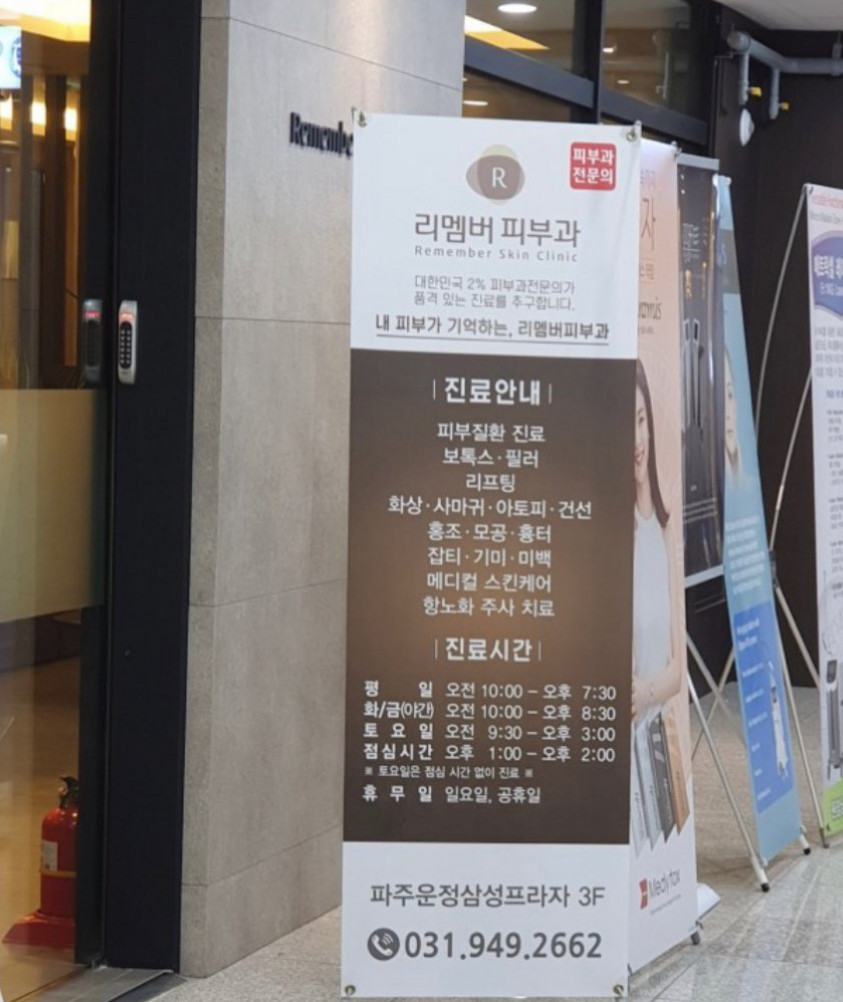 Remembe
피부과
전문의
R
리멤버 피부과
Remember Skin Clinic
대한민국 2% 피부과전문의가
품격 있는 진료를 추구합니다.
내 피부가 기억하는, 리멤버피부과
진료안내
피부질환 진료
보톡스·필러
리프팅
화상·사마귀·아토피·건선
홍조·모공·흉터
잡티·기미·미백
메디컬 스킨케어
항노화 주사 치료
진료시간
평 일 오전 10:00 - 오후 7:30
화/금(야간) 오전 10:00 - 오후 8:30
토 요 일 오전 9:30 - 오후 3:00
점심시간 오후 1:00 - 오후 2:00
※ 토요일은 점심 시간 없이 진료 ※
휴 무 일 일요일, 공휴일
파주운정삼성프라자 3F
031.949.2662
Medytox